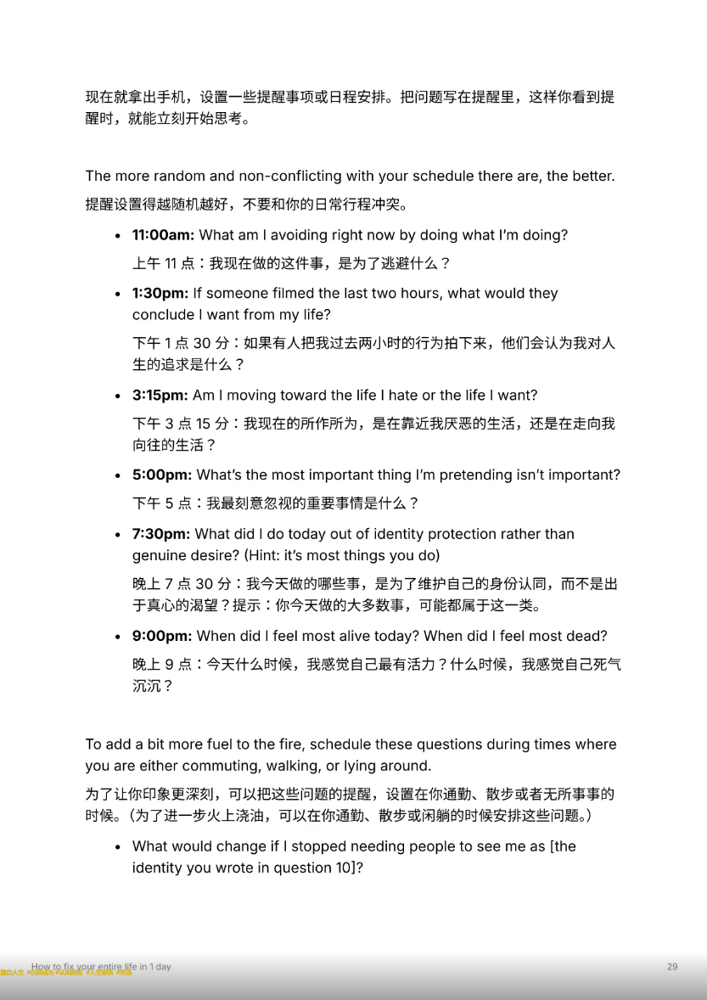 现在就拿出手机，设置一些提醒事项或日程安排。把问题写在提醒里，这样你看到提
醒时，就能立刻开始思考。
The more random and non-conflicting with your schedule there are, the better.
提醒设置得越随机越好，不要和你的日常行程冲突。
• 11:00am: What am I avoiding right now by doing what I’m doing?
上午 11 点：我现在做的这件事，是为了逃避什么？
• 1:30pm: If someone filmed the last two hours, what would they
conclude I want from my life?
下午 1 点 30 分：如果有人把我过去两小时的行为拍下来，他们会认为我对人
生的追求是什么？
• 3:15pm: Am I moving toward the life I hate or the life I want?
下午 3 点 15 分：我现在的所作所为，是在靠近我厌恶的生活，还是在走向我
向往的生活？
• 5:00pm: What’s the most important thing I’m pretending isn’t important?
下午 5 点：我最刻意忽视的重要事情是什么？
• 7:30pm: What did I do today out of identity protection rather than
genuine desire? (Hint: it’s most things you do)
晚上 7 点 30 分：我今天做的哪些事，是为了维护自己的身份认同，而不是出
于真心的渴望？提示：你今天做的大多数事，可能都属于这一类。
• 9:00pm: When did I feel most alive today? When did I feel most dead?
晚上 9 点：今天什么时候，我感觉自己最有活力？什么时候，我感觉自己死气
沉沉？
To add a bit more fuel to the fire, schedule these questions during times where
you are either commuting, walking, or lying around.
为了让你印象更深刻，可以把这些问题的提醒，设置在你通勤、散步或者无所事事的
时候。（为了进一步火上浇油，可以在你通勤、散步或闲躺的时候安排这些问题。）
• What would change if I stopped needing people to see me as [the
identity you wrote in question 10]?
How to fix your entire life in 1 day
29